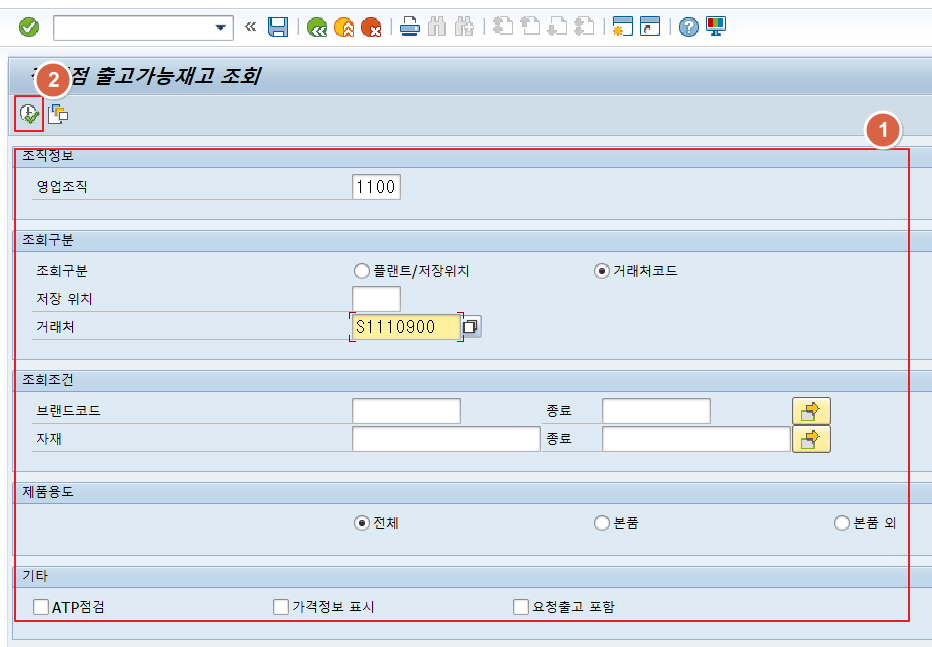 점 출고가능재고 조회
2
1
조직정보
영업조직 1100
조회구분
조회구분 플랜트/저장위치 거래처코드
저장 위치
거래처 S1110900
조회조건
브랜드코드 종료
자재 종료
제품용도
전체 본품 본품 외
기타
ATP점검 가격정보 표시 요청출고 포함